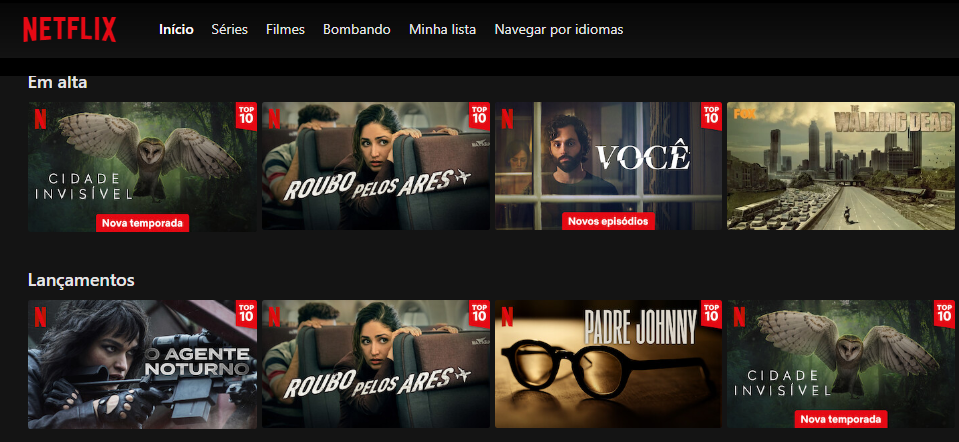 NETFLIX Início Séries Filmes Bombando Minha lista Navegar por idiomas
Em alta
N
TOP
10
CIDADE
INVISÍVEL
Nova temporada
N
TOP
10
ROUBO PELOS ARES
N
TOP
10
VOCÊ
Novos episódios
FOX
THE
WALKING DEAD
Lançamentos
N
TOP
10
O AGENTE
NOTURNO
N
TOP
10
ROUBO PELOS ARES
N
TOP
10
PADRE JOHNNY
N
TOP
10
CIDADE
INVISÍVEL
Nova temporada